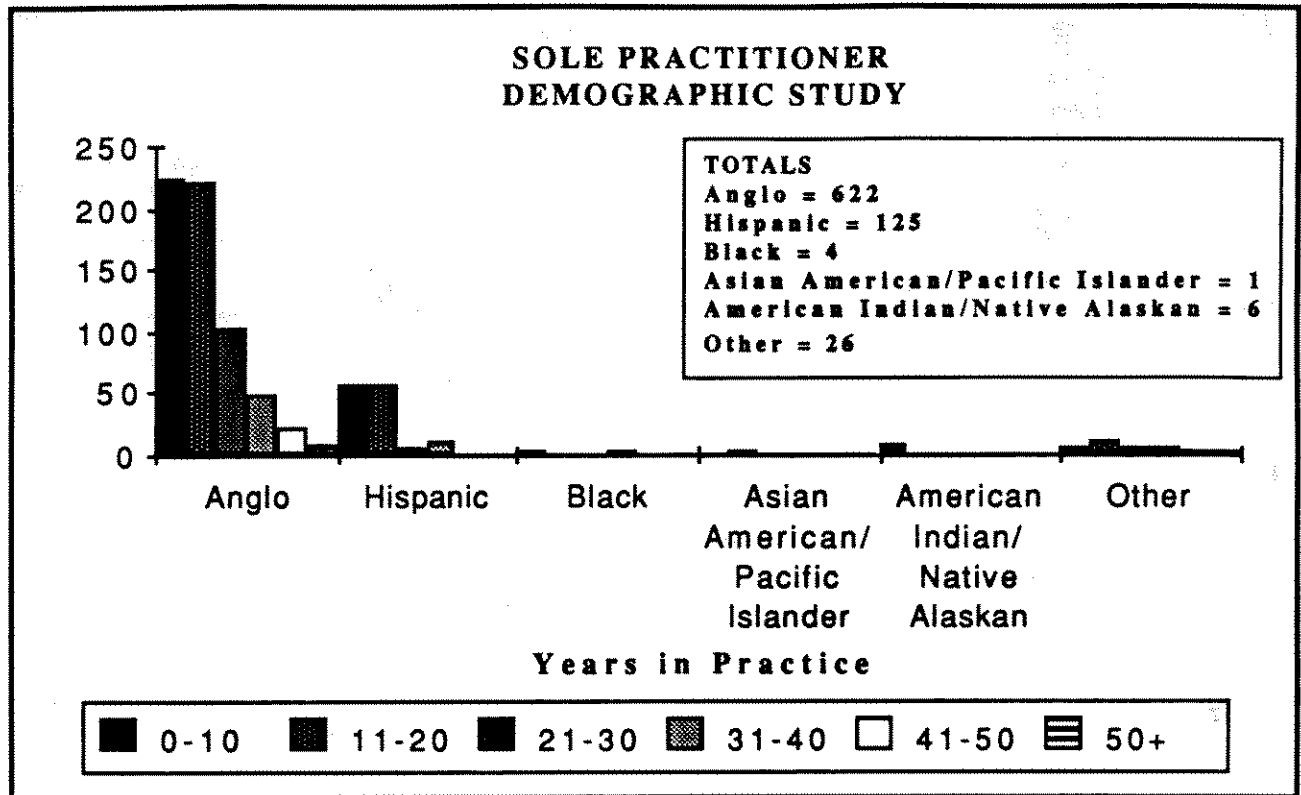 SOLE PRACTITIONER
DEMOGRAPHIC STUDY
TOTALS
Anglo = 622
Hispanic = 125
Black = 4
Asian American/Pacific Islander = 1
American Indian/Native Alaskan = 6
Other = 26
250
200
150
100
50
0
Anglo
Hispanic
Black
Asian
American/
Pacific
Islander
American
Indian/
Native
Alaskan
Other
Years in Practice
0-10 11-20 21-30 31-40 41-50 50+